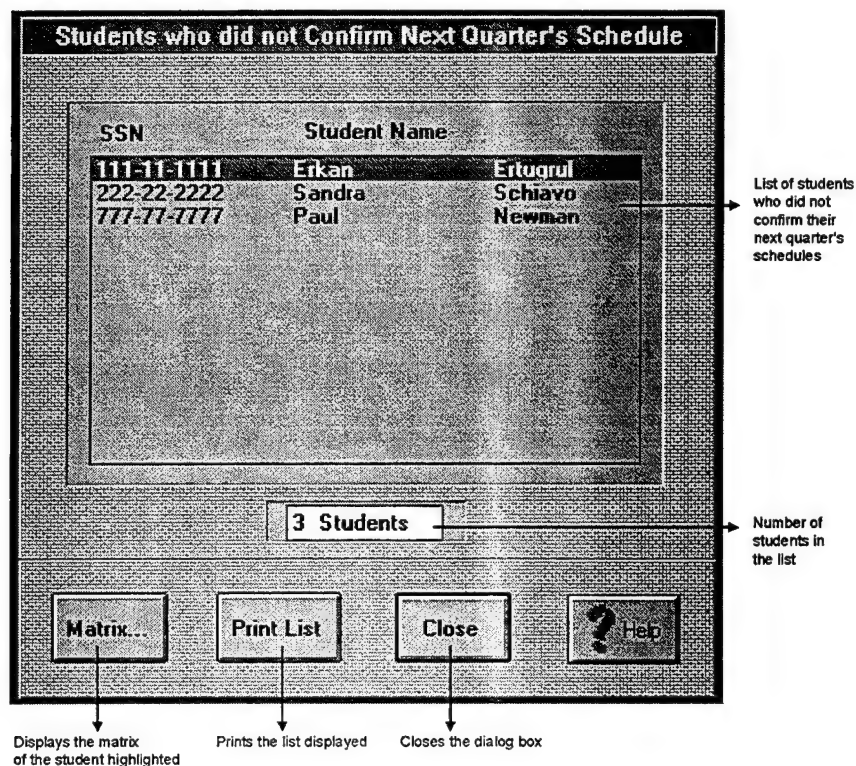 Students who did not Confirm Next Quarter's Schedule
SSN Student Name
111-11-1111 Erkan Ertugrul
222-22-2222 Sandra Schiavo
777-77-7777 Paul Newman
List of students
who did not
confirm their
next quarter's
schedules
3 Students
Number of
students in
the list
Matrix...
Print List
Close
? Help
Displays the matrix
of the student highlighted
Prints the list displayed
Closes the dialog box